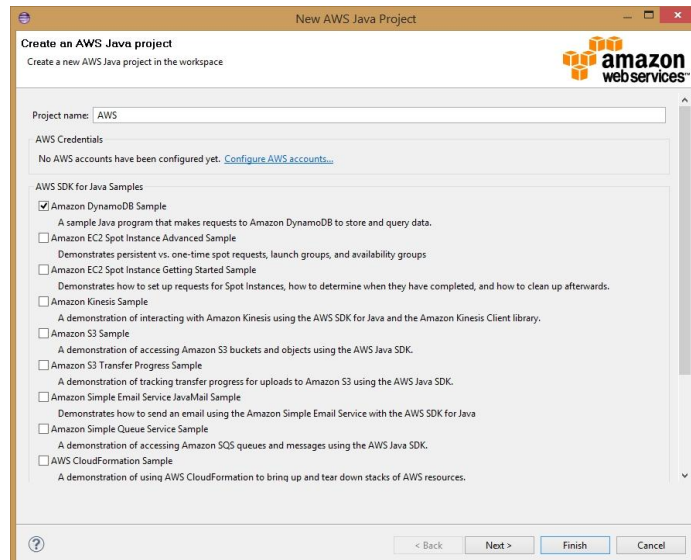 New AWS Java Project
Create an AWS Java project
Create a new AWS Java project in the workspace
amazon
webservices™
Project name: AWS
AWS Credentials
No AWS accounts have been configured yet. Configure AWS accounts...
AWS SDK for Java Samples
Amazon DynamoDB Sample
A sample Java program that makes requests to Amazon DynamoDB to store and query data.
Amazon EC2 Spot Instance Advanced Sample
Demonstrates persistent vs. one-time spot requests, launch groups, and availability groups
Amazon EC2 Spot Instance Getting Started Sample
Demonstrates how to set up requests for Spot Instances, how to determine when they have completed, and how to clean up afterwards.
Amazon Kinesis Sample
A demonstration of interacting with Amazon Kinesis using the AWS SDK for Java and the Amazon Kinesis Client library.
Amazon S3 Sample
A demonstration of accessing Amazon S3 buckets and objects using the AWS Java SDK.
Amazon S3 Transfer Progress Sample
A demonstration of tracking transfer progress for uploads to Amazon S3 using the AWS Java SDK.
Amazon Simple Email Service JavaMail Sample
Demonstrates how to send an email using the Amazon Simple Email Service with the AWS SDK for Java
Amazon Simple Queue Service Sample
A demonstration of accessing Amazon SQS queues and messages using the AWS Java SDK.
AWS CloudFormation Sample
A demonstration of using AWS CloudFormation to bring up and tear down stacks of AWS resources.
? < Back Next > Finish Cancel